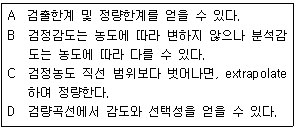 A 검출한계 및 정량한계를 얻을 수 있다.
B 검정감도는 농도에 따라 변하지 않으나 분석감
도는 농도에 따라 다를 수 있다.
C 검정농도 직선 범위보다 벗어나면, extrapolate
하여 정량한다.
D 검량곡선에서 감도와 선택성을 얻을 수 있다.